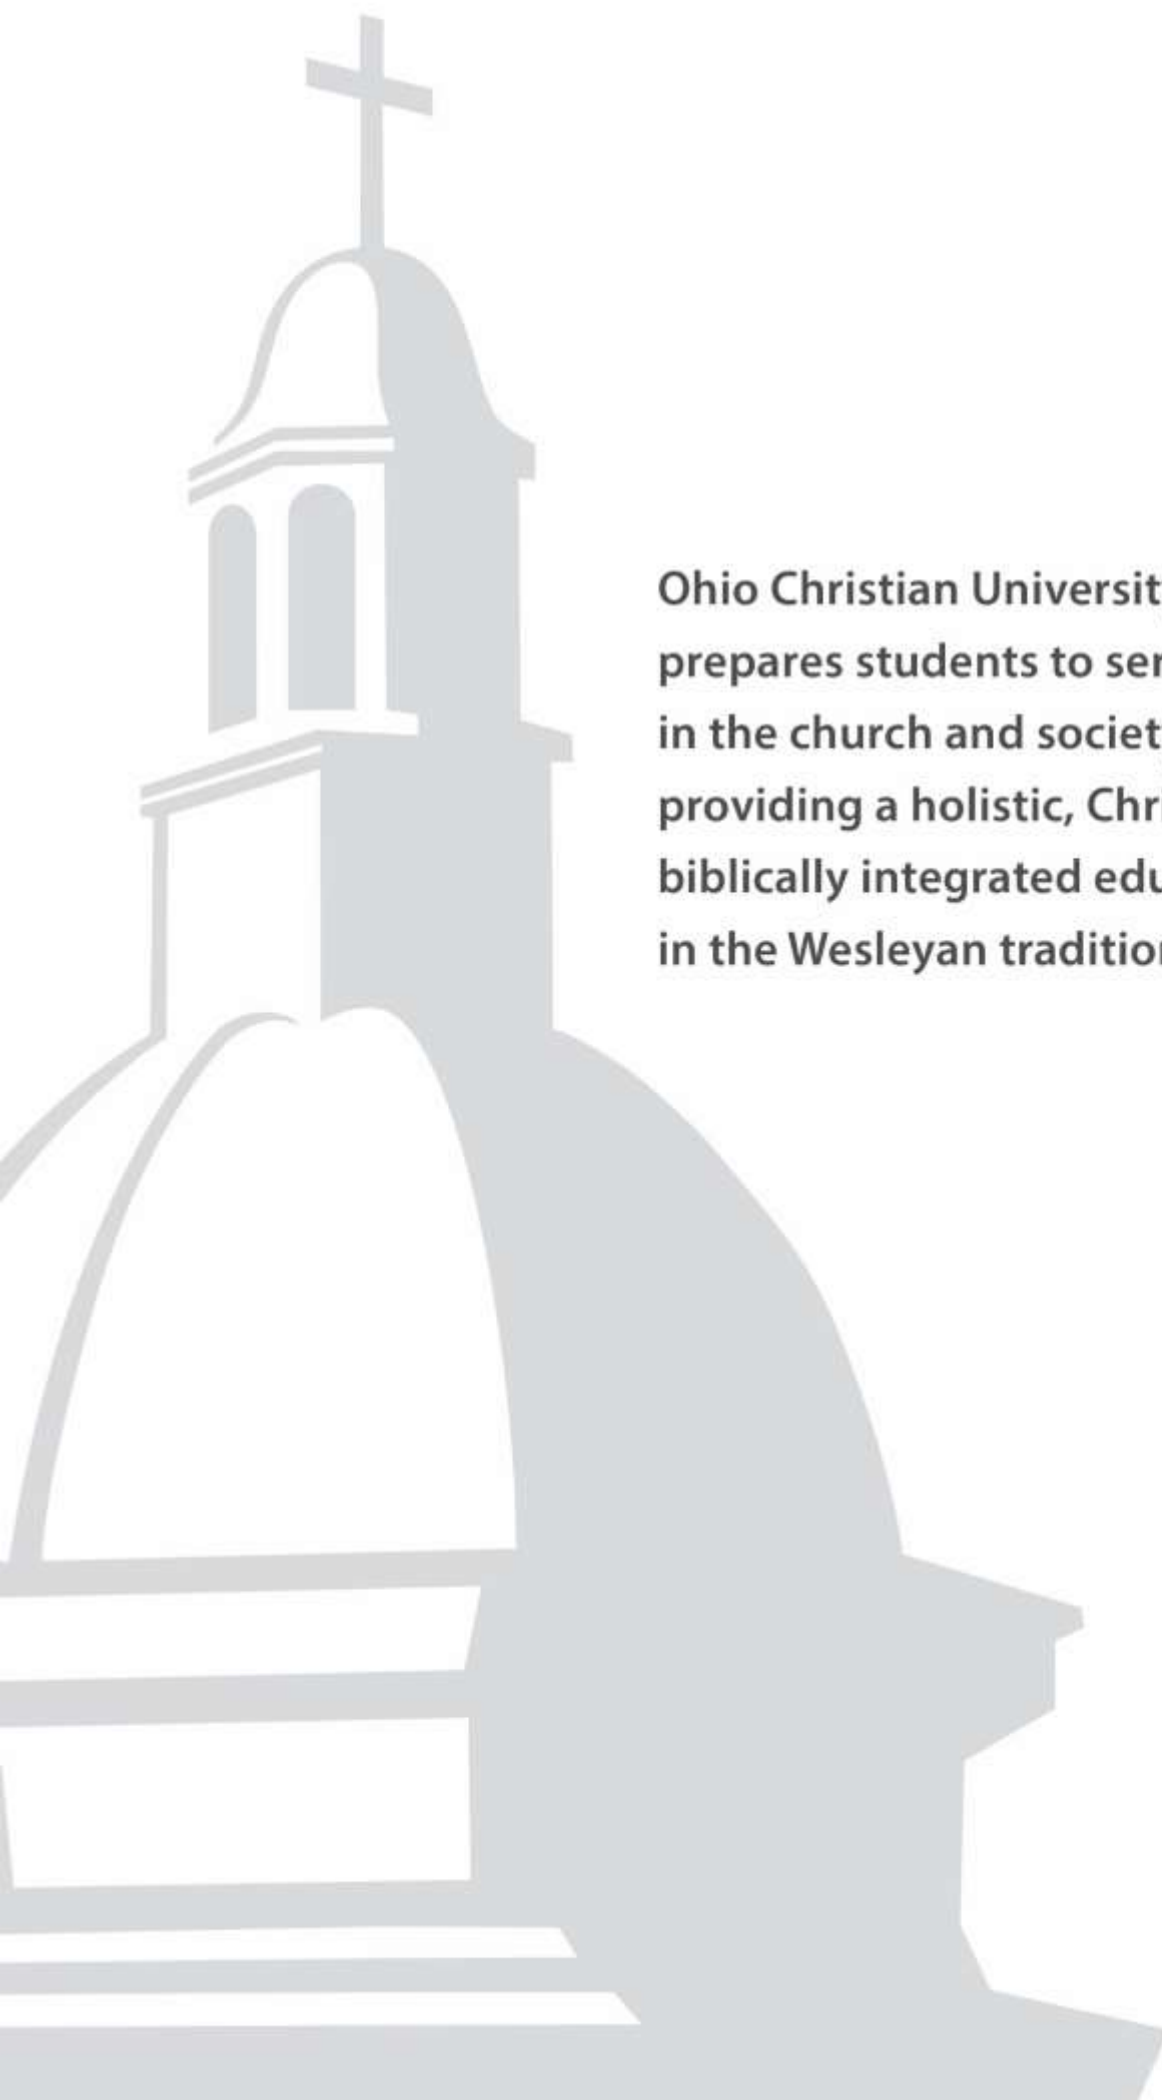 Ohio Christian Universit
prepares students to ser
in the church and societ
providing a holistic, Chr
biblically integrated edu
in the Wesleyan traditio